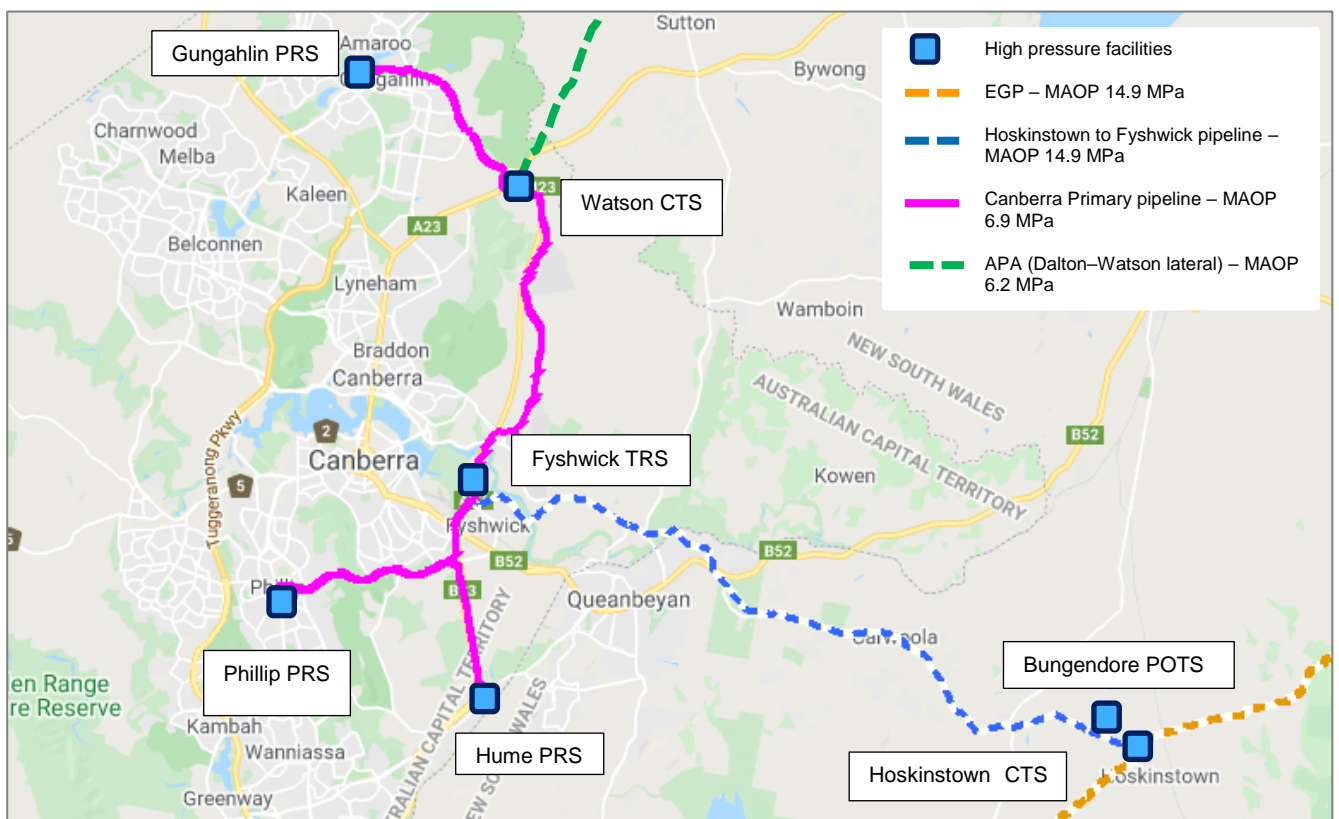 Sutton
Gungahlin PRS
Amaroo
High pressure facilities
Bywong
EGP – MAOP 14.9 MPa
Charnwood
Melba
Hoskinstown to Fyshwick pipeline –
MAOP 14.9 MPa
Kaleen
Watson CTS
23
Canberra Primary pipeline – MAOP
6.9 MPa
A23
Belconnen
APA (Dalton–Watson lateral) – MAOP
6.2 MPa
Lyneham
Wamboin
Braddon
Canberra
NEW SOUTH WALES
AUSTRALIAN CAPITAL TERRITORY
Tuggeranong Pkwy
2
Canberra
Fyshwick TRS
B52
5
Kowen
5
Fyshwick
B52
B52
Queanbeyan
Phillip PRS
Bungendore POTS
en Range
re Reserve
Kambah
Wanniassa
Hume PRS
TRALIAN CAPITAL TERRITORY
NEW SO
WALES
Hoskinstown CTS
Hoskinstown
Greenway